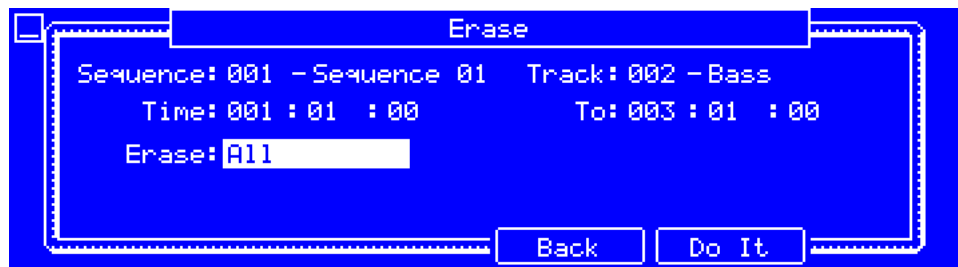 Erase
Sequence: 001 - Sequence 01 Track: 002 - Bass
Time: 001 : 01 : 00 To: 003 : 01 : 00
Erase: All
Back Do It